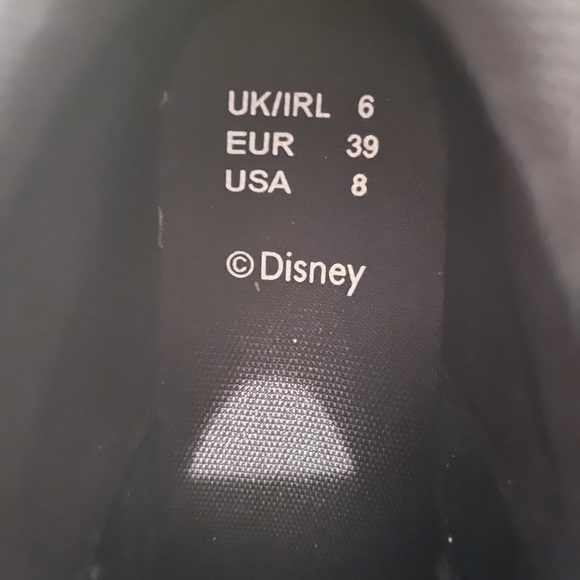 UK/IRL 6
EUR 39
USA 8
© Disney